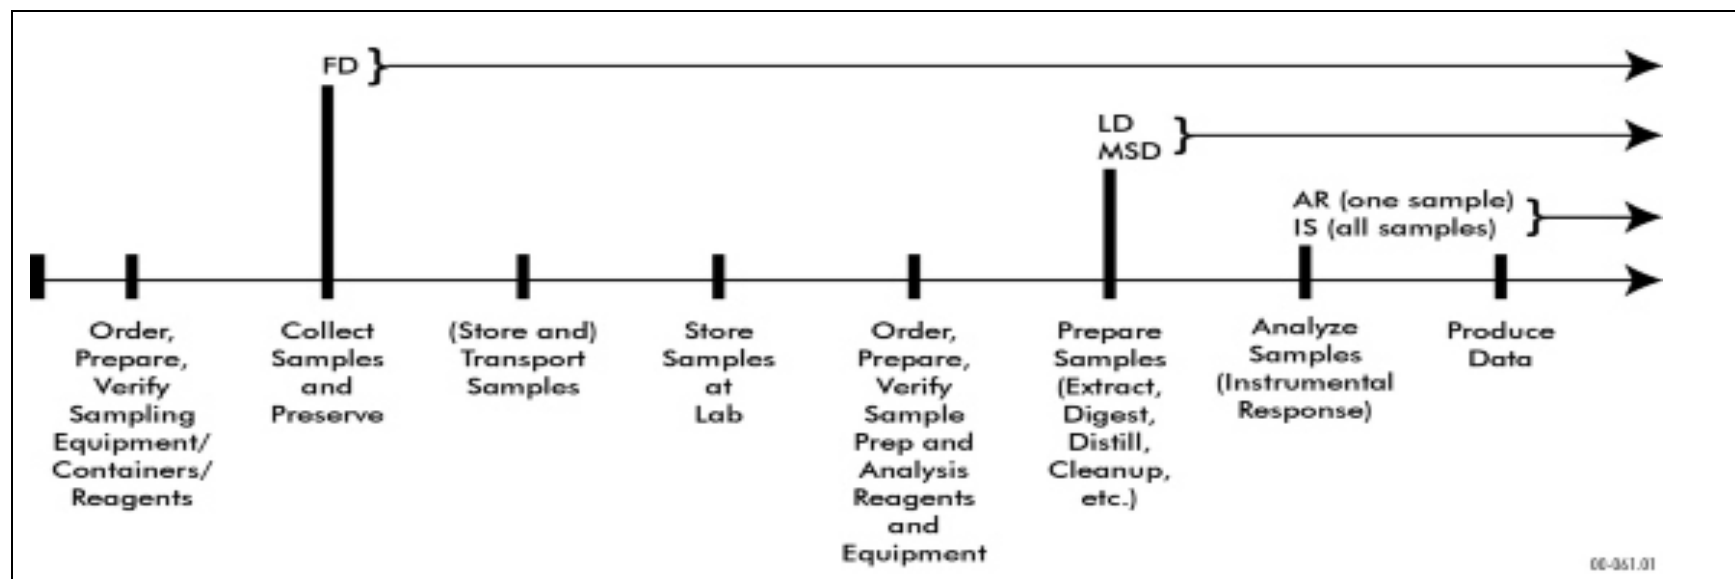 FD
LD
MSD
AR (one sample)
IS (all samples)
Order,
Prepare,
Verify
Sampling
Equipment/
Containers/
Reagents
Collect
Samples
and
Preserve
(Store and)
Transport
Samples
Store
Samples
at
Lab
Order,
Prepare,
Verify
Sample
Prep and
Analysis
Reagents
and
Equipment
Prepare
Samples
(Extract,
Digest,
Distill,
Cleanup,
etc.)
Analyze
Samples
(Instrumental
Response)
Produce
Data
00-061.01